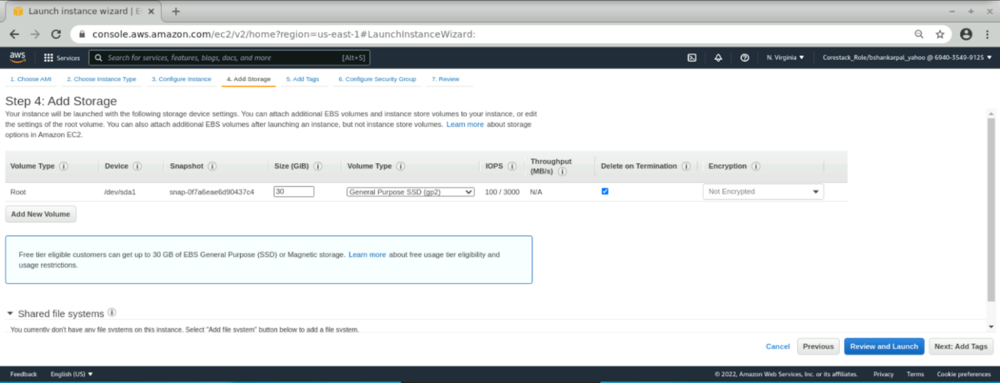 Launch instance wizard | E
console.aws.amazon.com/ec2/v2/home?region=us-east-1#LaunchInstanceWizard:
aws Services Search for services, features, blogs, docs, and more [Alt+S] N. Virginia Corestack_Role/bshankarpal_yahoo @ 6940-3549-9125
1. Choose AMI 2. Choose Instance Type 3. Configure Instance 4. Add Storage 5. Add Tags 6. Configure Security Group 7. Review
Step 4: Add Storage
Your instance will be launched with the following storage device settings. You can attach additional EBS volumes and instance store volumes to your instance, or edit
the settings of the root volume. You can also attach additional EBS volumes after launching an instance, but not instance store volumes. Learn more about storage
options in Amazon EC2.
Volume Type Device Snapshot Size (GiB) Volume Type IOPS Throughput (MB/s) Delete on Termination Encryption
Root /dev/sda1 snap-0f7a6eae6d90437c4 30 General Purpose SSD (gp2) 100 / 3000 N/A Not Encrypted
Add New Volume
Free tier eligible customers can get up to 30 GB of EBS General Purpose (SSD) or Magnetic storage. Learn more about free usage tier eligibility and
usage restrictions.
Shared file systems
You currently don't have any file systems on this instance. Select "Add file system" button below to add a file system.
Cancel Previous Review and Launch Next: Add Tags
Feedback English (US) © 2022, Amazon Web Services, Inc. or its affiliates. Privacy Terms Cookie preferences